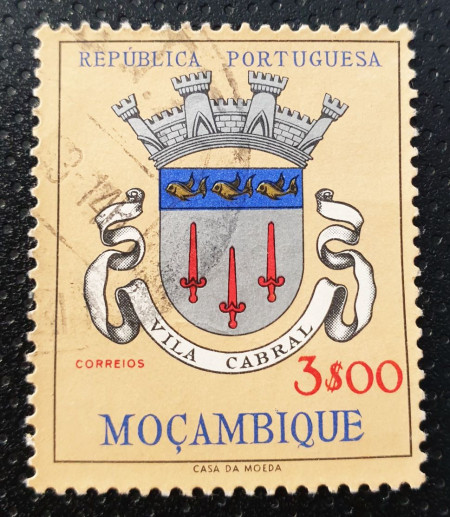 REPÚBLICA PORTUGUESA
VILA CABRAL
CORREIOS
3$00
MOÇAMBIQUE
CASA DA MOEDA